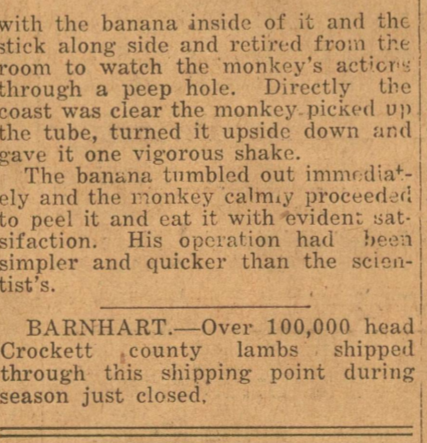 with the banana inside of it and the
stick along side and retired from the
room to watch the monkey's actions
through a peep hole. Directly the
coast was clear the monkey picked up
the tube, turned it upside down and
gave it one vigorous shake.
The banana tumbled out immediat-
ely and the monkey calmly proceeded
to peel it and eat it with evident sat-
sifaction. His operation had been
simpler and quicker than the scien-
tist's.
BARNHART.—Over 100,000 head
Crockett county lambs shipped
through this shipping point during
season just closed.